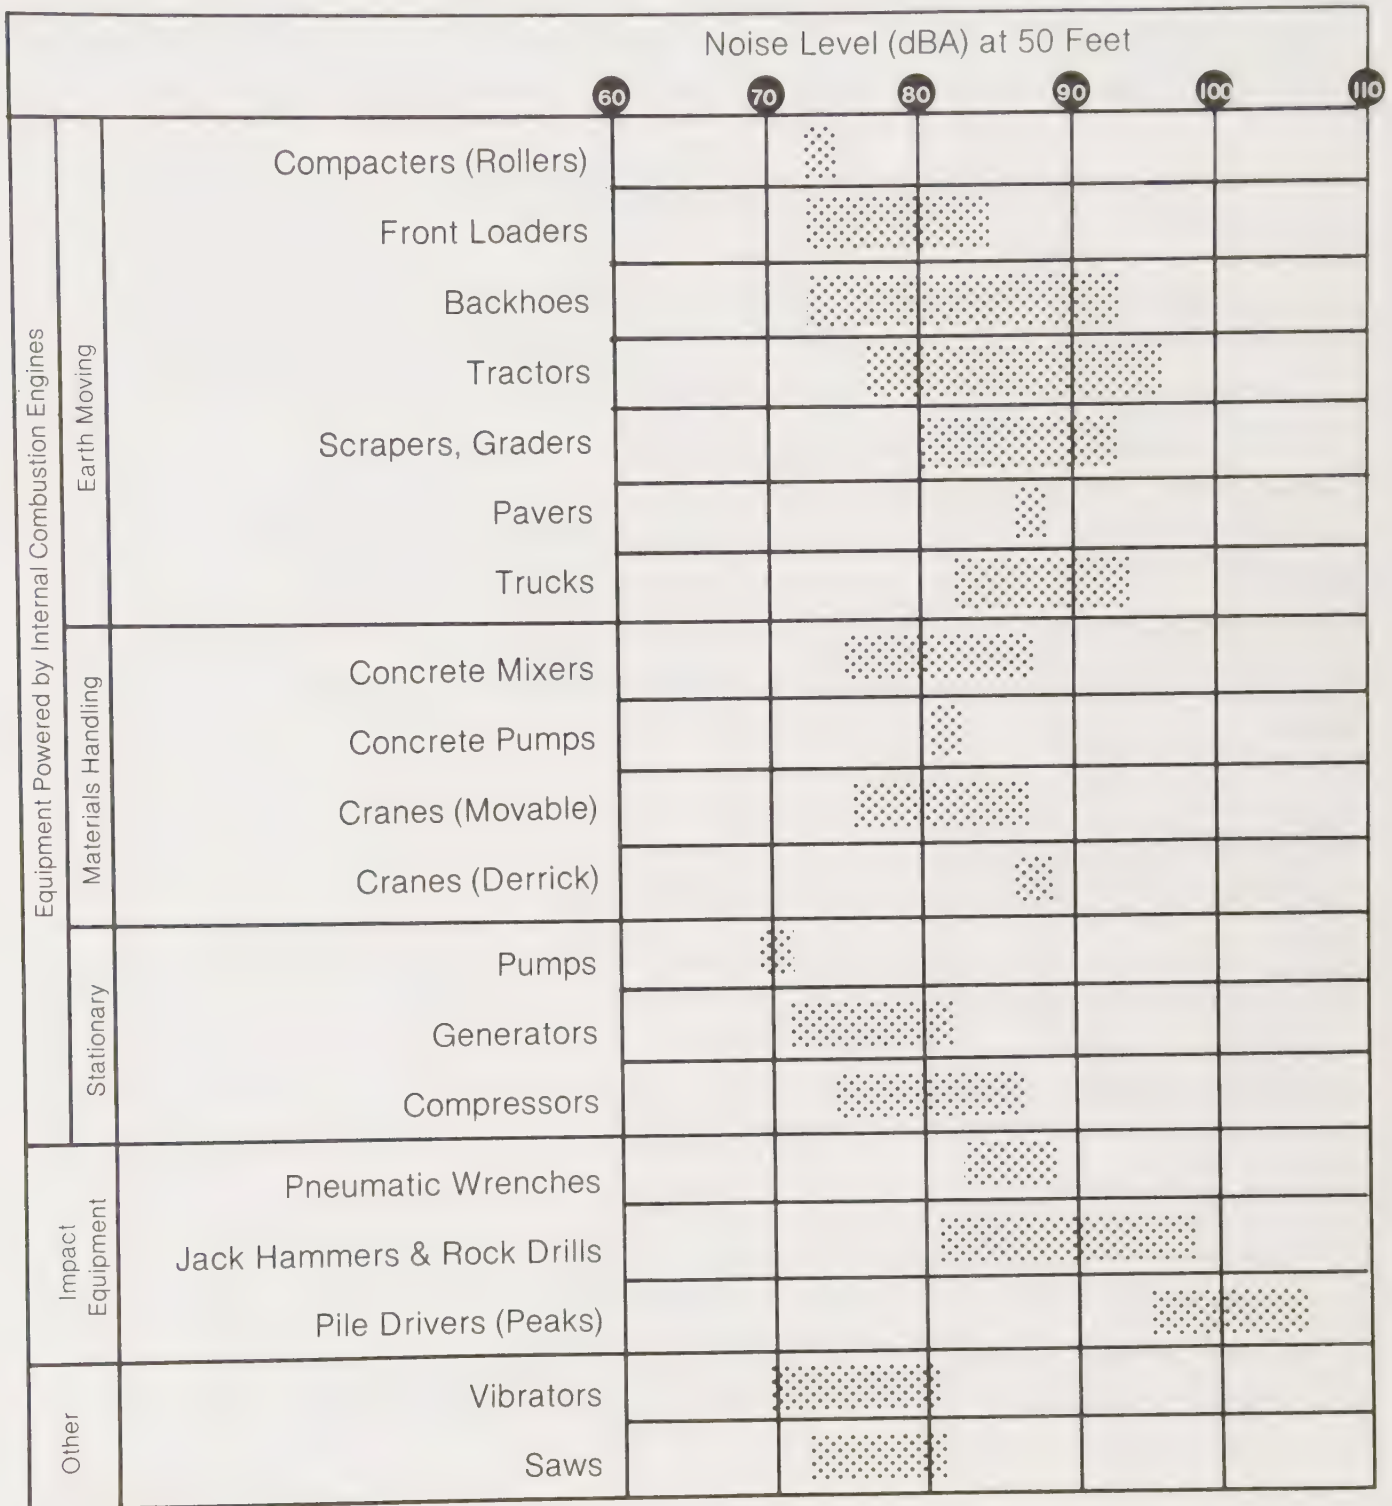 Noise Level (dBA) at 50 Feet
60 70 80 90 100 110
Equipment Powered by Internal Combustion Engines
Earth Moving
Compacters (Rollers)
Front Loaders
Backhoes
Tractors
Scrapers, Graders
Pavers
Trucks
Materials Handling
Concrete Mixers
Concrete Pumps
Cranes (Movable)
Cranes (Derrick)
Stationary
Pumps
Generators
Compressors
Impact
Equipment
Pneumatic Wrenches
Jack Hammers & Rock Drills
Pile Drivers (Peaks)
Other
Vibrators
Saws